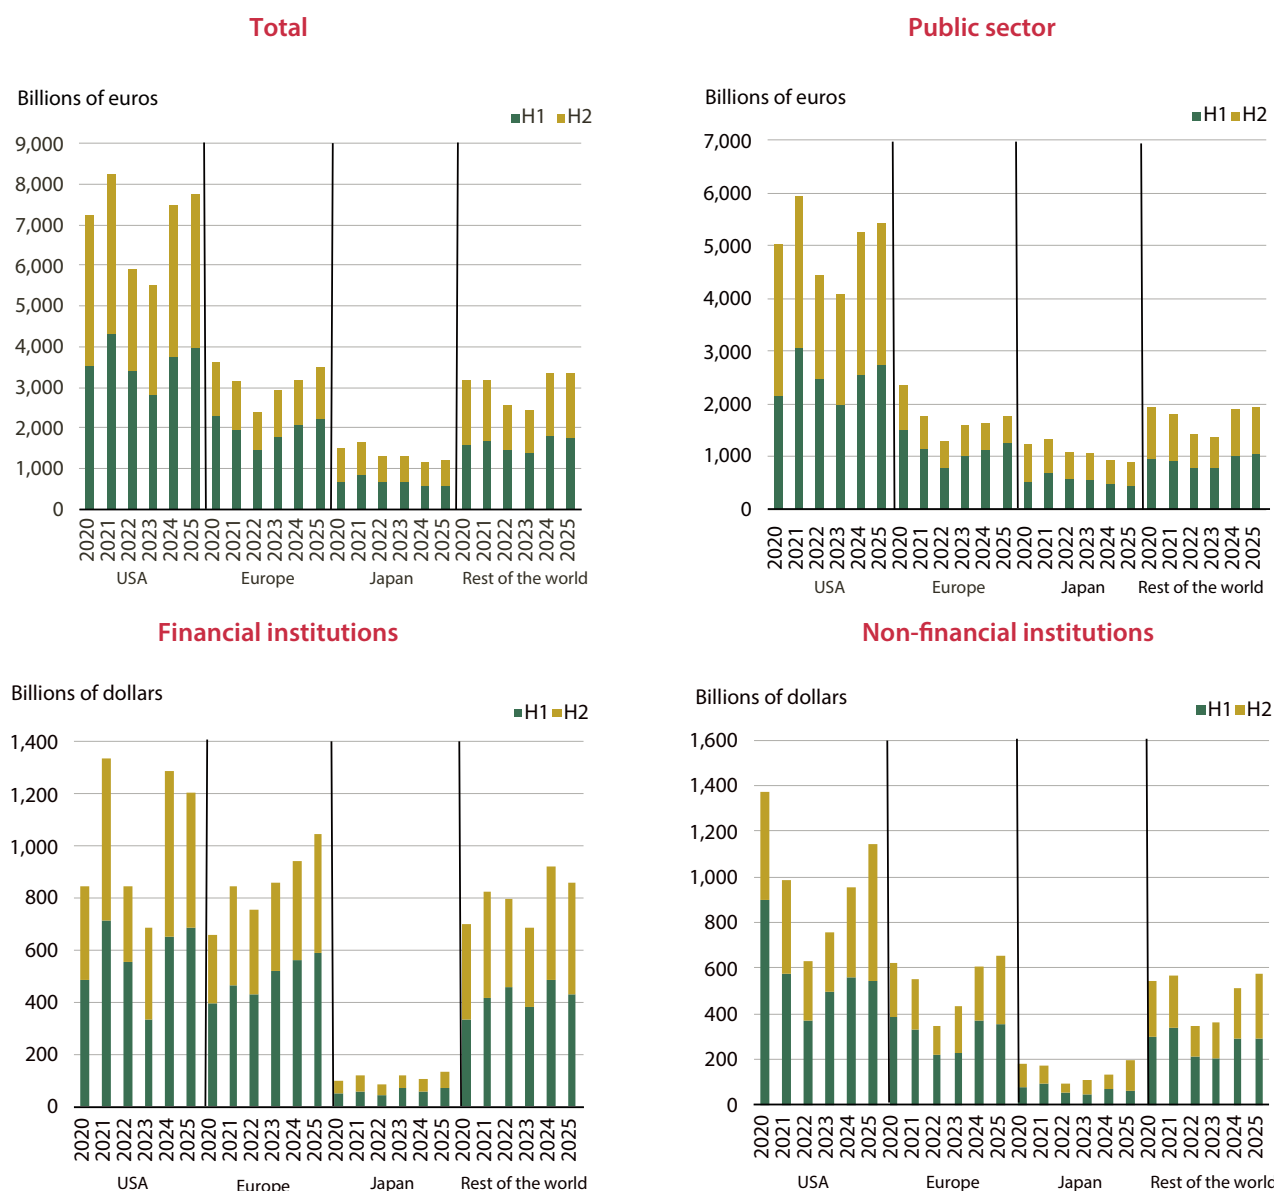 Total
Billions of euros
H1 H2
9,000
8,000
7,000
6,000
5,000
4,000
3,000
2,000
1,000
0
2020 2021 2022 2023 2024 2025 2020 2021 2022 2023 2024 2025 2020 2021 2022 2023 2024 2025 2020 2021 2022 2023 2024 2025
USA Europe Japan Rest of the world
Public sector
Billions of euros
H1 H2
7,000
6,000
5,000
4,000
3,000
2,000
1,000
0
2020 2021 2022 2023 2024 2025 2020 2021 2022 2023 2024 2025 2020 2021 2022 2023 2024 2025 2020 2021 2022 2023 2024 2025
USA Europe Japan Rest of the world
Financial institutions
Billions of dollars
H1 H2
1,400
1,200
1,000
800
600
400
200
0
2020 2021 2022 2023 2024 2025 2020 2021 2022 2023 2024 2025 2020 2021 2022 2023 2024 2025 2020 2021 2022 2023 2024 2025
USA Europe Japan Rest of the world
Non-financial institutions
Billions of dollars
H1 H2
1,600
1,400
1,200
1,000
800
600
400
200
0
2020 2021 2022 2023 2024 2025 2020 2021 2022 2023 2024 2025 2020 2021 2022 2023 2024 2025 2020 2021 2022 2023 2024 2025
USA Europe Japan Rest of the world